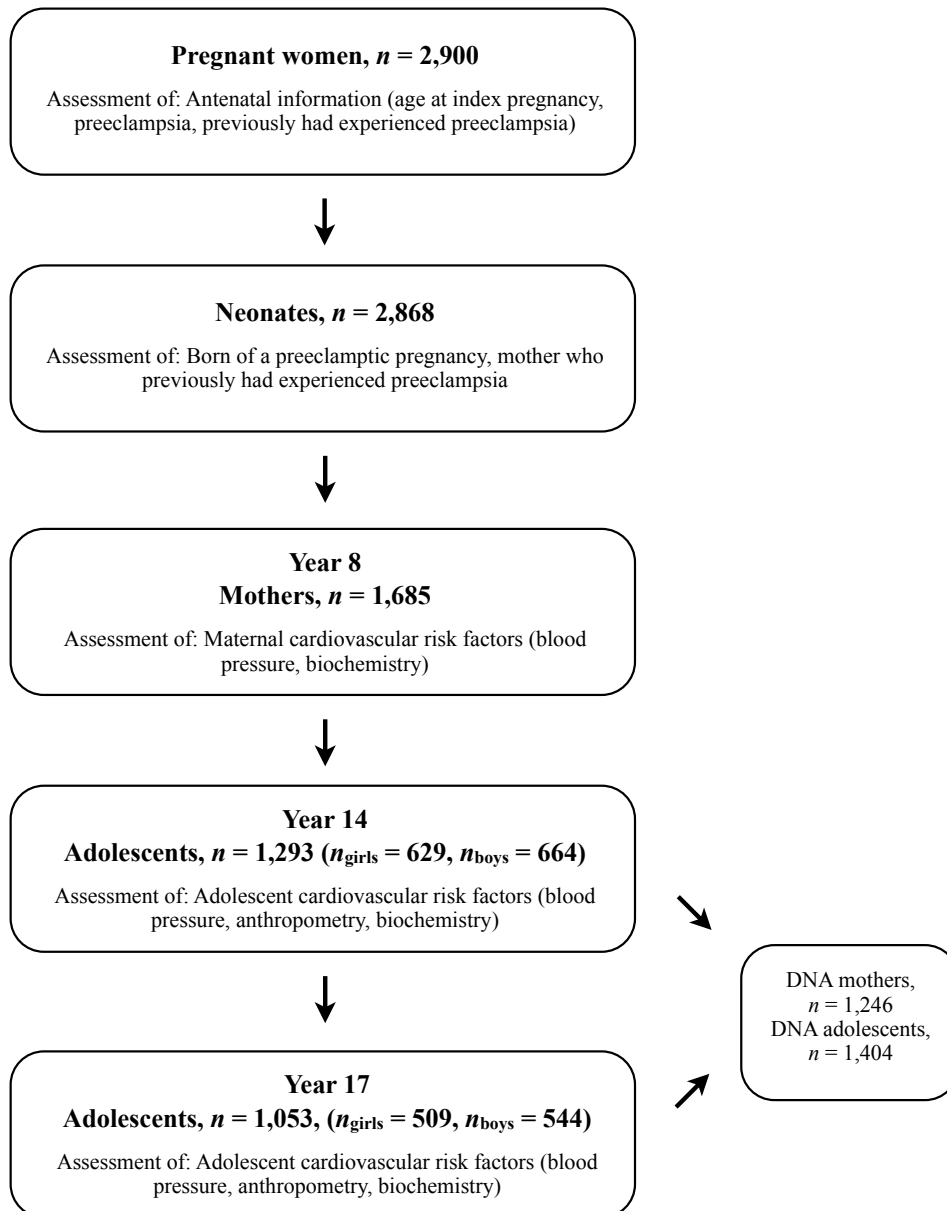 Pregnant women, n = 2,900
Assessment of: Antenatal information (age at index pregnancy,
preeclampsia, previously had experienced preeclampsia)
Neonates, n = 2,868
Assessment of: Born of a preeclamptic pregnancy, mother who
previously had experienced preeclampsia
Year 8
Mothers, n = 1,685
Assessment of: Maternal cardiovascular risk factors (blood
pressure, biochemistry)
Year 14
Adolescents, n = 1,293 (ngirls = 629, nboys = 664)
Assessment of: Adolescent cardiovascular risk factors (blood
pressure, anthropometry, biochemistry)
DNA mothers,
n = 1,246
DNA adolescents,
n = 1,404
Year 17
Adolescents, n = 1,053, (ngirls = 509, nboys = 544)
Assessment of: Adolescent cardiovascular risk factors (blood
pressure, anthropometry, biochemistry)